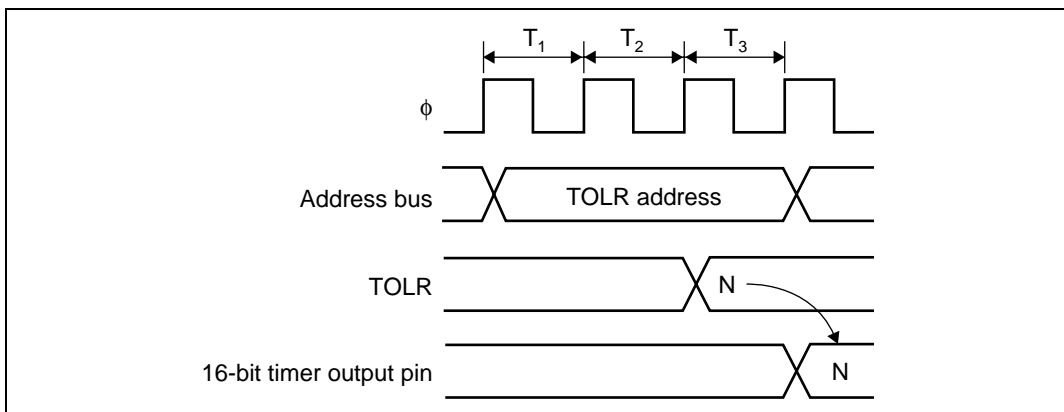 T1 T2 T3
φ
Address bus TOLR address
TOLR N
16-bit timer output pin N